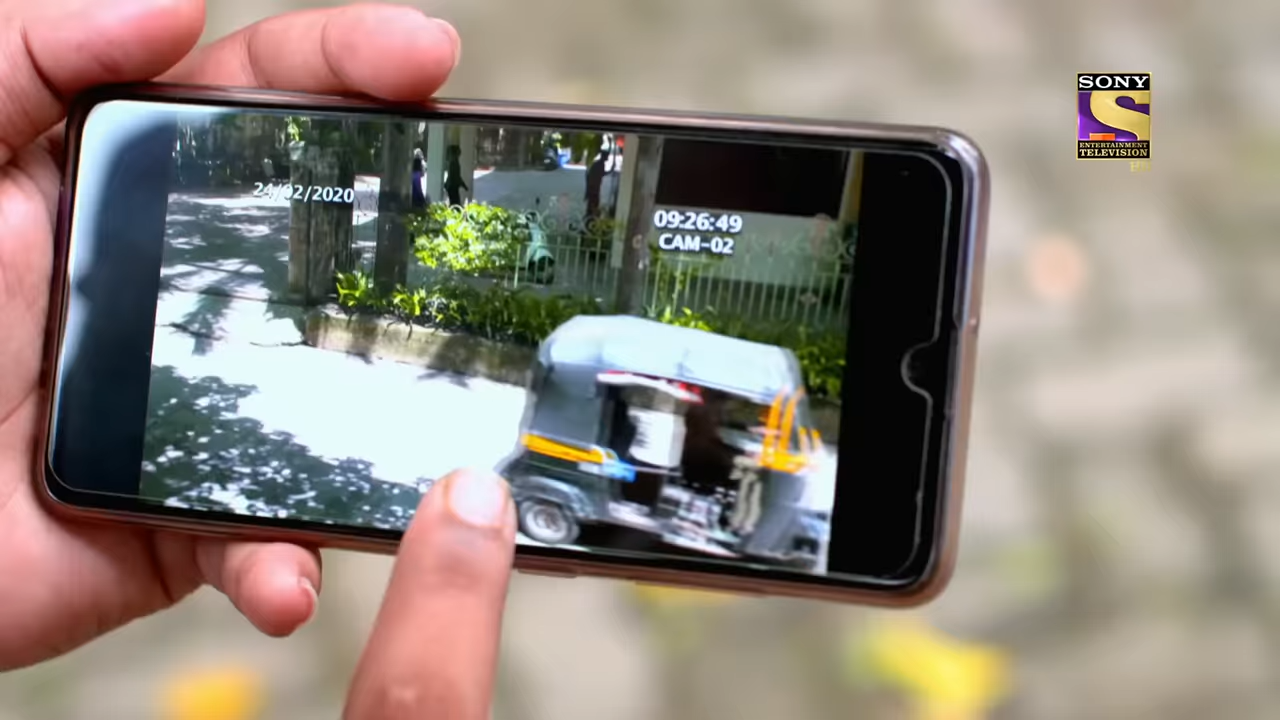 24/02/2020
09:26:49
CAM-02
SONY
ENTERTAINMENT
TELEVISION